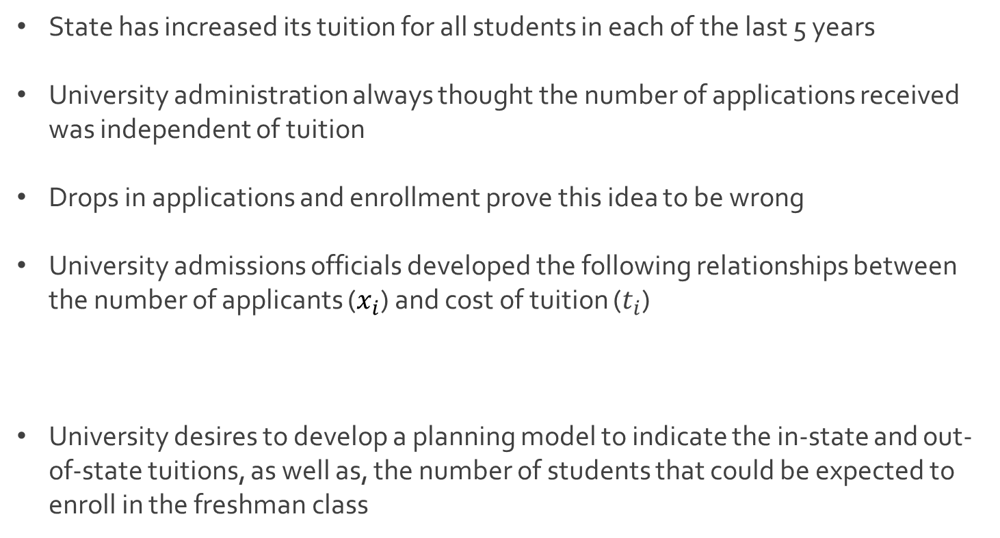 • State has increased its tuition for all students in each of the last 5 years
• University administration always thought the number of applications received
was independent of tuition
• Drops in applications and enrollment prove this idea to be wrong
• University admissions officials developed the following relationships between
the number of applicants (𝑥ᵢ) and cost of tuition (𝑡ᵢ)
• University desires to develop a planning model to indicate the in-state and out-
of-state tuitions, as well as, the number of students that could be expected to
enroll in the freshman class